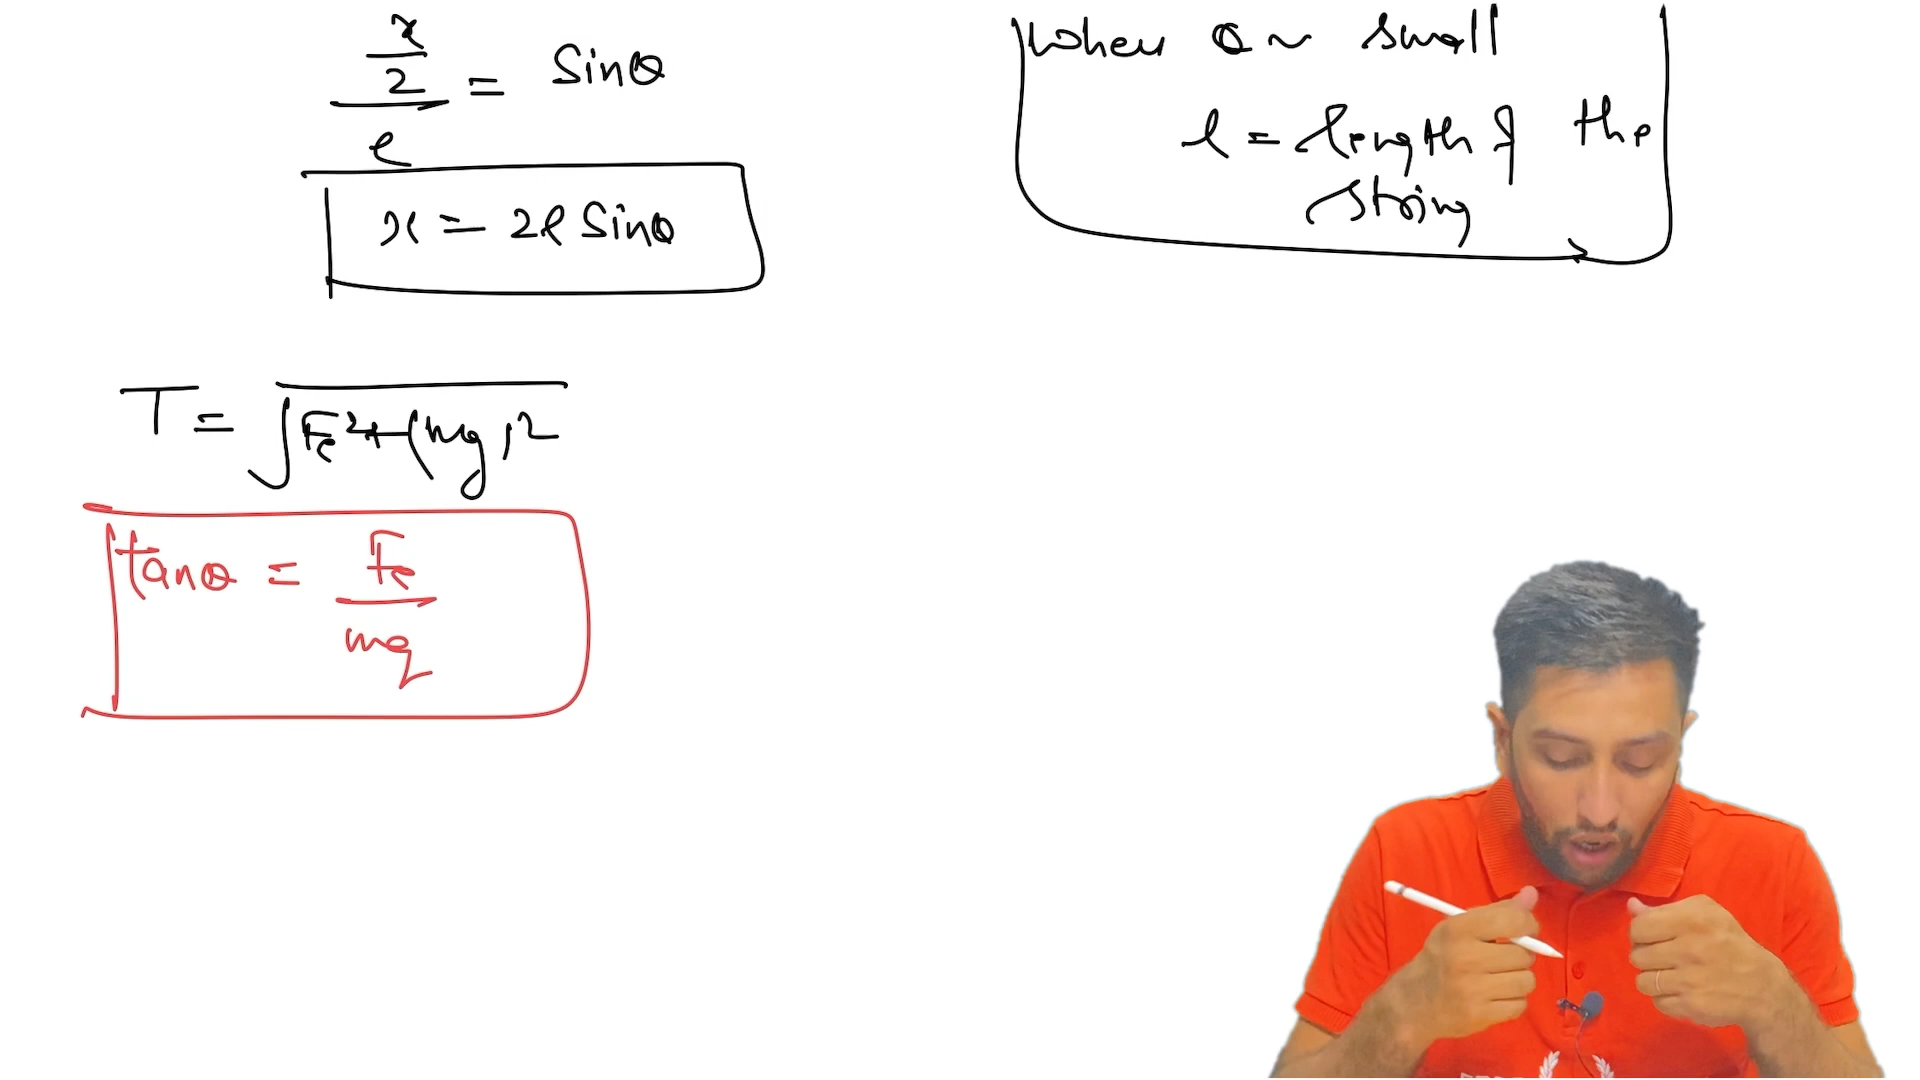 x/2 / l = Sinθ
x = 2l Sinθ
When θ ~ small
l = length of the
string
T = √Fe²+(mg)²
tanθ = Fe/mg